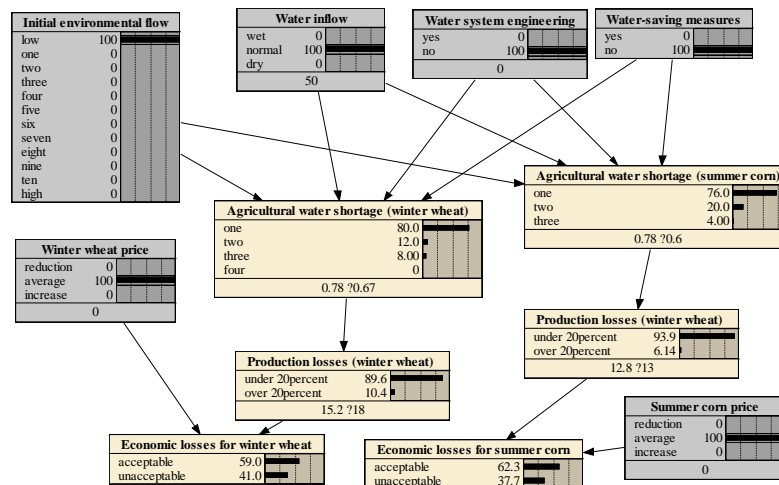 Initial environmental flow
low 100
one 0
two 0
three 0
four 0
five 0
six 0
seven 0
eight 0
nine 0
ten 0
high 0
Water inflow
wet 0
normal 100
dry 0
50
Water system engineering
yes 0
no 100
0
Water-saving measures
yes 0
no 100
Agricultural water shortage (summer corn)
one 76.0
two 20.0
three 4.00
0.78 ?0.6
Agricultural water shortage (winter wheat)
one 80.0
two 12.0
three 8.00
four 0
0.78 ?0.67
Winter wheat price
reduction 0
average 100
increase 0
0
Production losses (winter wheat)
under 20percent 93.9
over 20percent 6.14
12.8 ?13
Production losses (winter wheat)
under 20percent 89.6
over 20percent 10.4
15.2 ?18
Summer corn price
reduction 0
average 100
increase 0
0
Economic losses for winter wheat
acceptable 59.0
unacceptable 41.0
Economic losses for summer corn
acceptable 62.3
unacceptable 37.7